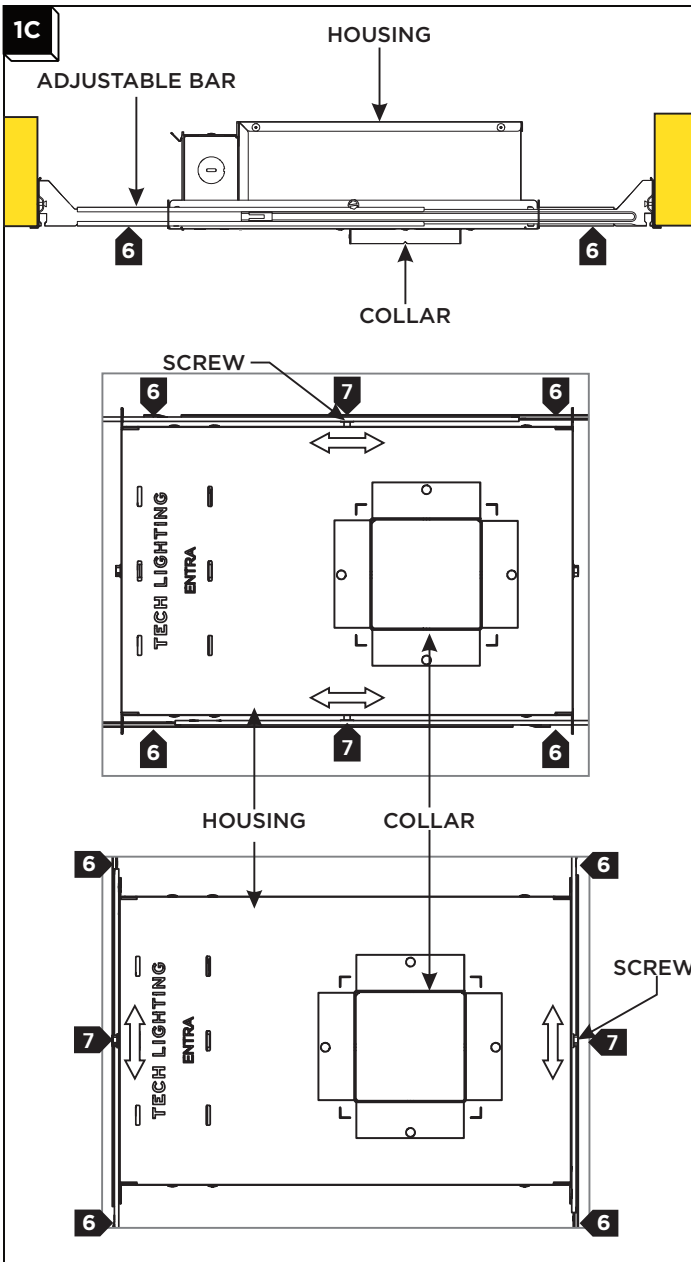 1C
HOUSING
ADJUSTABLE BAR
6 6
COLLAR
SCREW
6 7 6
TECH LIGHTING
ENTRA
6 7 6
HOUSING COLLAR
6 6
TECH LIGHTING
ENTRA
SCREW
7 7
6 6